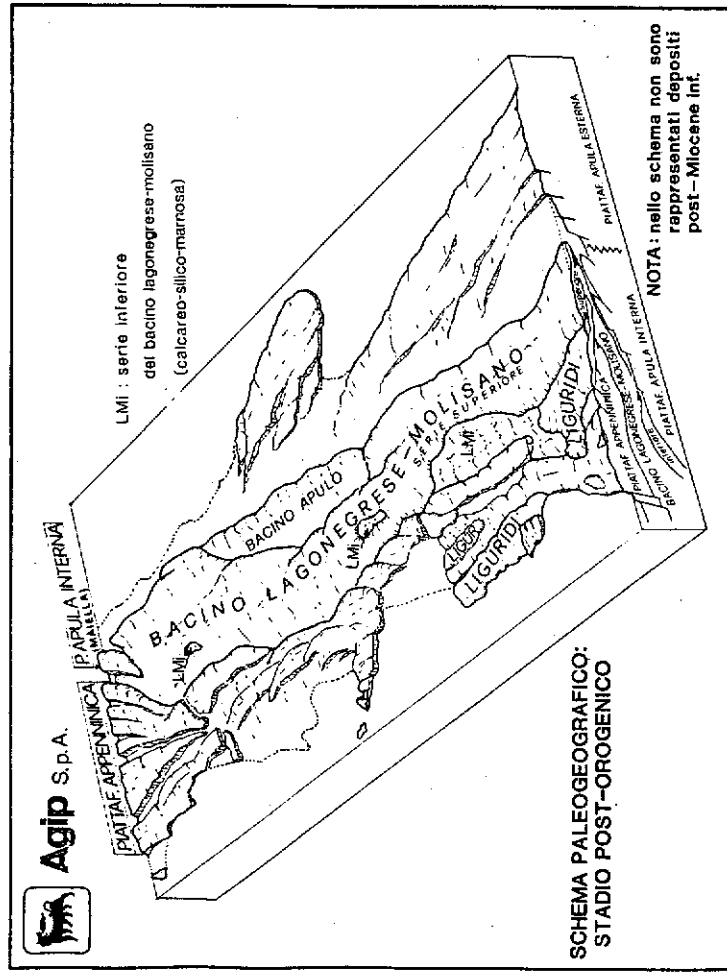 Agip S.p.A.
PIATTAF. APPENNINICA
P. APULA INTERNA
(MAIELLA)
LMi : serie inferiore
del bacino lagonegrese-molisano
(calcareo-silico-marnosa)
BACINO APULO
BACINO LAGONEGRESE-MOLISANO
SERIE SUPERIORE
LMi
LMi
LMi
LIGUR
LIGURIDI
LIGURIDI
PIATTAF. APPENNINICA
BACINO LAGONEGRESE-MOLISANO
PIATTAF. APULA INTERNA
PIATTAF. APULA ESTERNA
SCHEMA PALEOGEOGRAFICO:
STADIO POST-OROGENICO
NOTA: nello schema non sono
rappresentati depositi
post-Miocene inf.